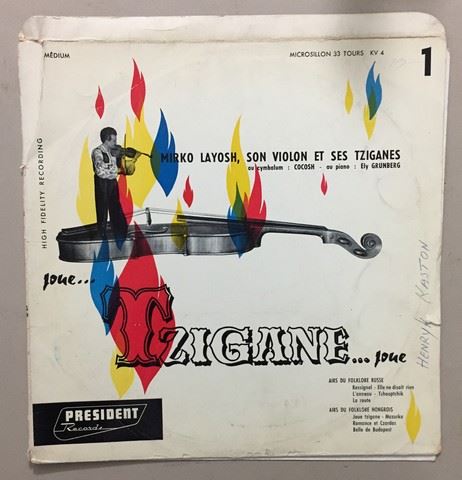 MÉDIUM
MICROSILLON 33 TOURS KV 4
1
HIGH FIDELITY RECORDING
MIRKO LAYOSH, SON VIOLON ET SES TZIGANES
au cymbalum : COCOSH - au piano : Ely GRUNBERG
joue...
TZIGANE... joue
HENRYK KASTON
AIRS DU FOLKLORE RUSSE
Rossignol - Elle ne disait rien
L'anneau - Tchouptchik
La route
AIRS DU FOLKLORE HONGROIS
Joue tzigane - Mazurka
Romance et Czardas
Belle de Budapest
PRESIDENT
Records